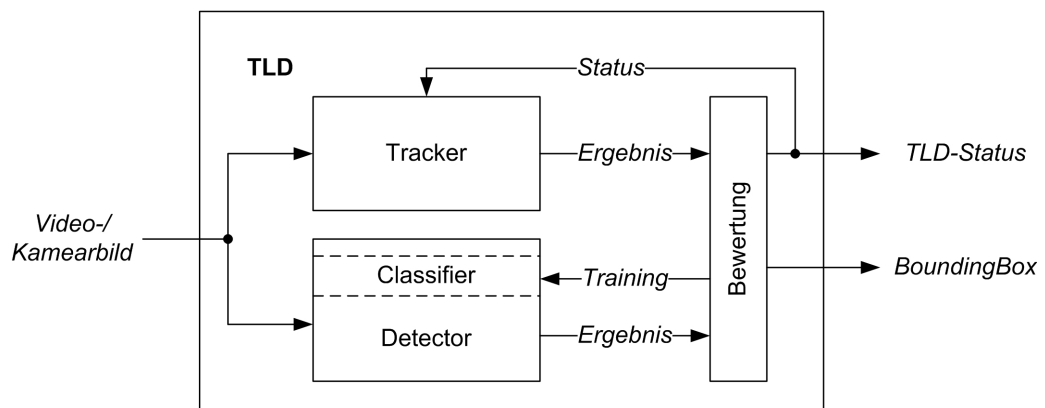 TLD
Status
Tracker
Ergebnis
TLD-Status
Video-/
Kamearbild
Bewertung
BoundingBox
Classifier
Training
Detector
Ergebnis